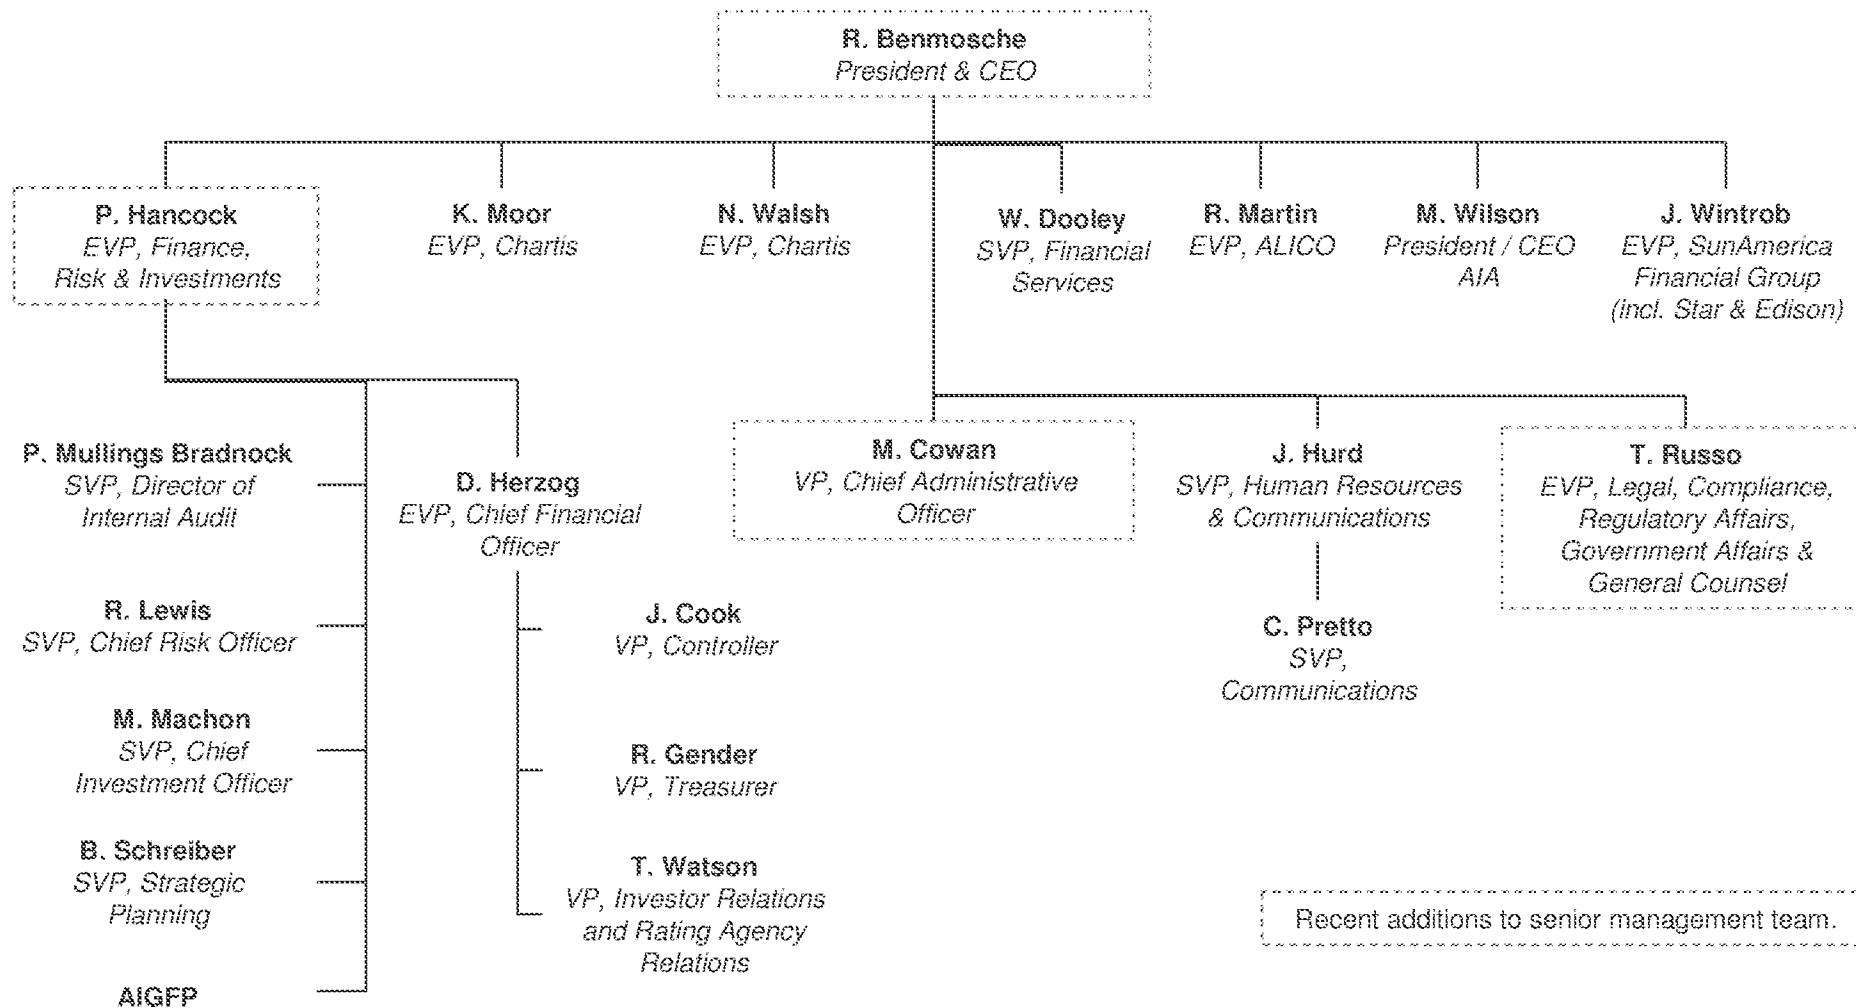 R. Benmosche
President & CEO
P. Hancock
EVP, Finance,
Risk & Investments
K. Moor
EVP, Chartis
N. Walsh
EVP, Chartis
W. Dooley
SVP, Financial
Services
R. Martin
EVP, ALICO
M. Wilson
President / CEO
AIA
J. Wintrob
EVP, SunAmerica
Financial Group
(incl. Star & Edison)
P. Mullings Bradnock
SVP, Director of
Internal Audit
R. Lewis
SVP, Chief Risk Officer
M. Machon
SVP, Chief
Investment Officer
B. Schreiber
SVP, Strategic
Planning
AIGFP
D. Herzog
EVP, Chief Financial
Officer
J. Cook
VP, Controller
R. Gender
VP, Treasurer
T. Watson
VP, Investor Relations
and Rating Agency
Relations
M. Cowan
VP, Chief Administrative
Officer
J. Hurd
SVP, Human Resources
& Communications
C. Pretto
SVP,
Communications
T. Russo
EVP, Legal, Compliance,
Regulatory Affairs,
Government Affairs &
General Counsel
Recent additions to senior management team.